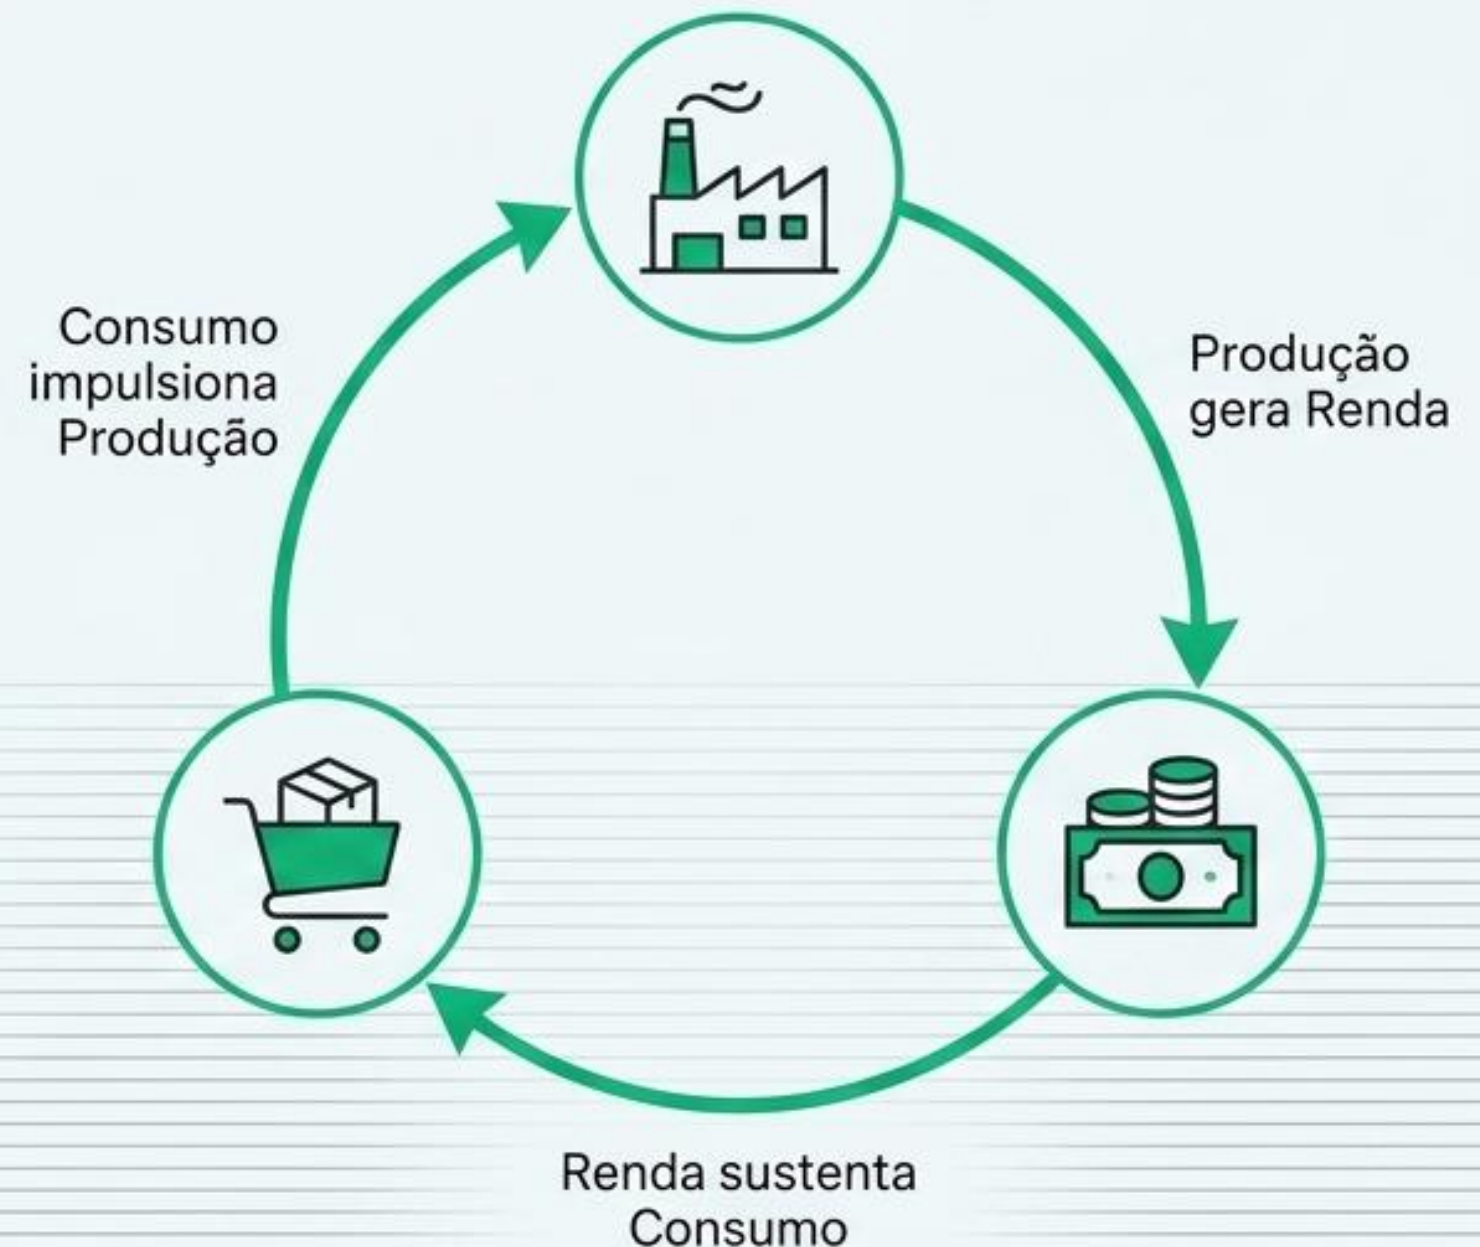 Consumo
impulsiona
Produção
Produção
gera Renda
Renda sustenta
Consumo